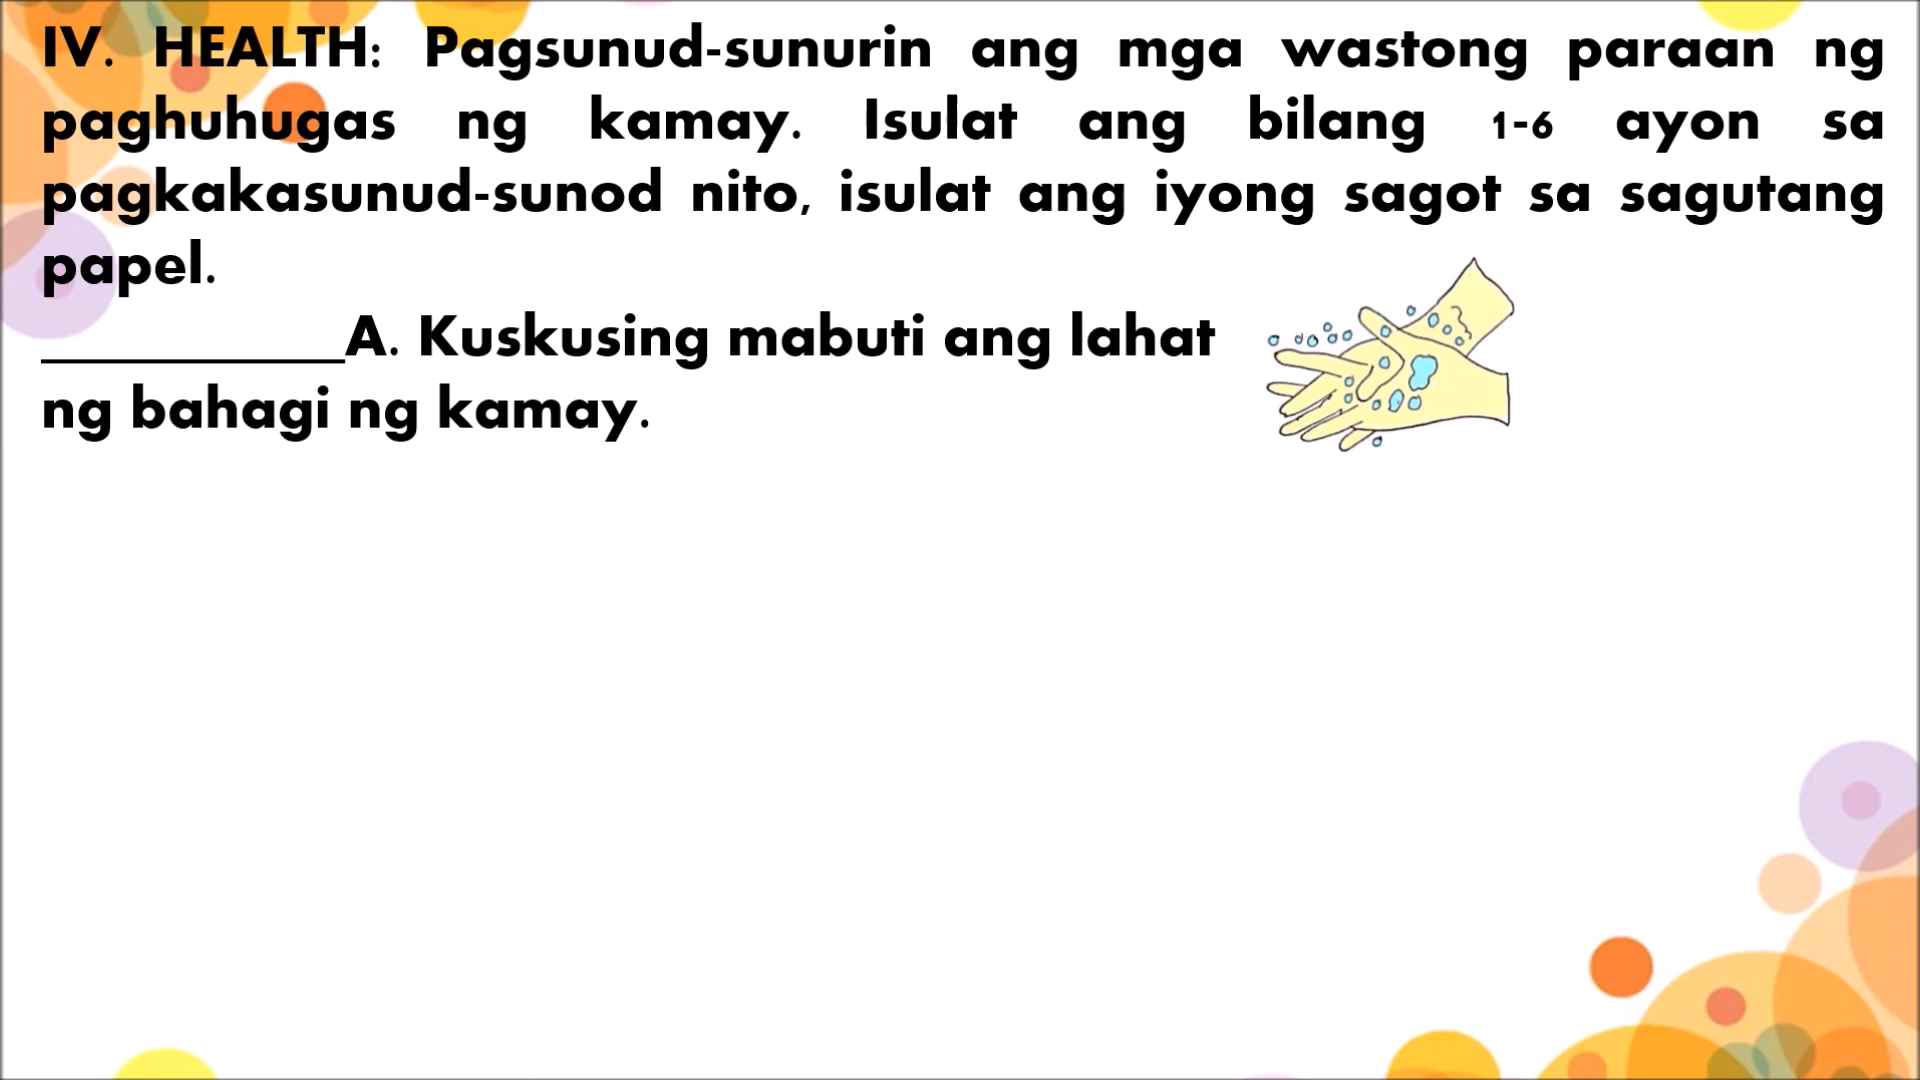 IV. HEALTH: Pagsunud-sunurin ang mga wastong paraan ng
paghuhugas ng kamay. Isulat ang bilang 1-6 ayon sa
pagkakasunud-sunod nito, isulat ang iyong sagot sa sagutang
papel.
___________A. Kuskusing mabuti ang lahat
ng bahagi ng kamay.